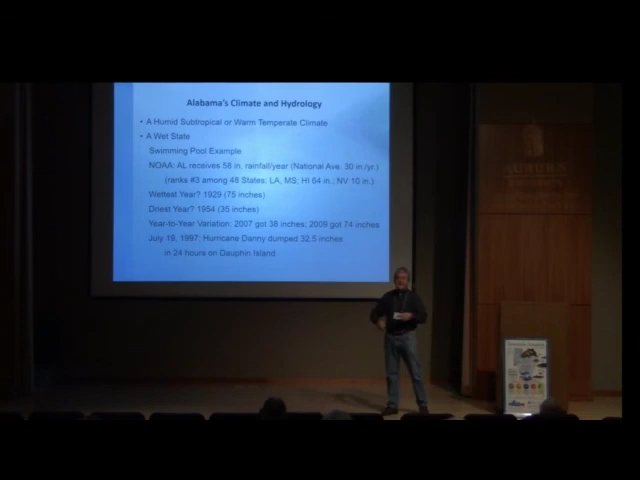 Alabama's Climate and Hydrology
• A Humid Subtropical or Warm Temperate Climate
• A Wet State
Swimming Pool Example
NOAA: AL receives 58 in. rainfall/year (National Ave. 30 in./yr.)
(ranks #3 among 48 States; LA, MS; HI 64 in.; NV 10 in.)
Wettest Year? 1929 (75 inches)
Driest Year? 1954 (35 inches)
Year-to-Year Variation: 2007 got 38 inches; 2009 got 74 inches
July 19, 1997; Hurricane Danny dumped 32.5 inches
in 24 hours on Dauphin Island
AUBURN